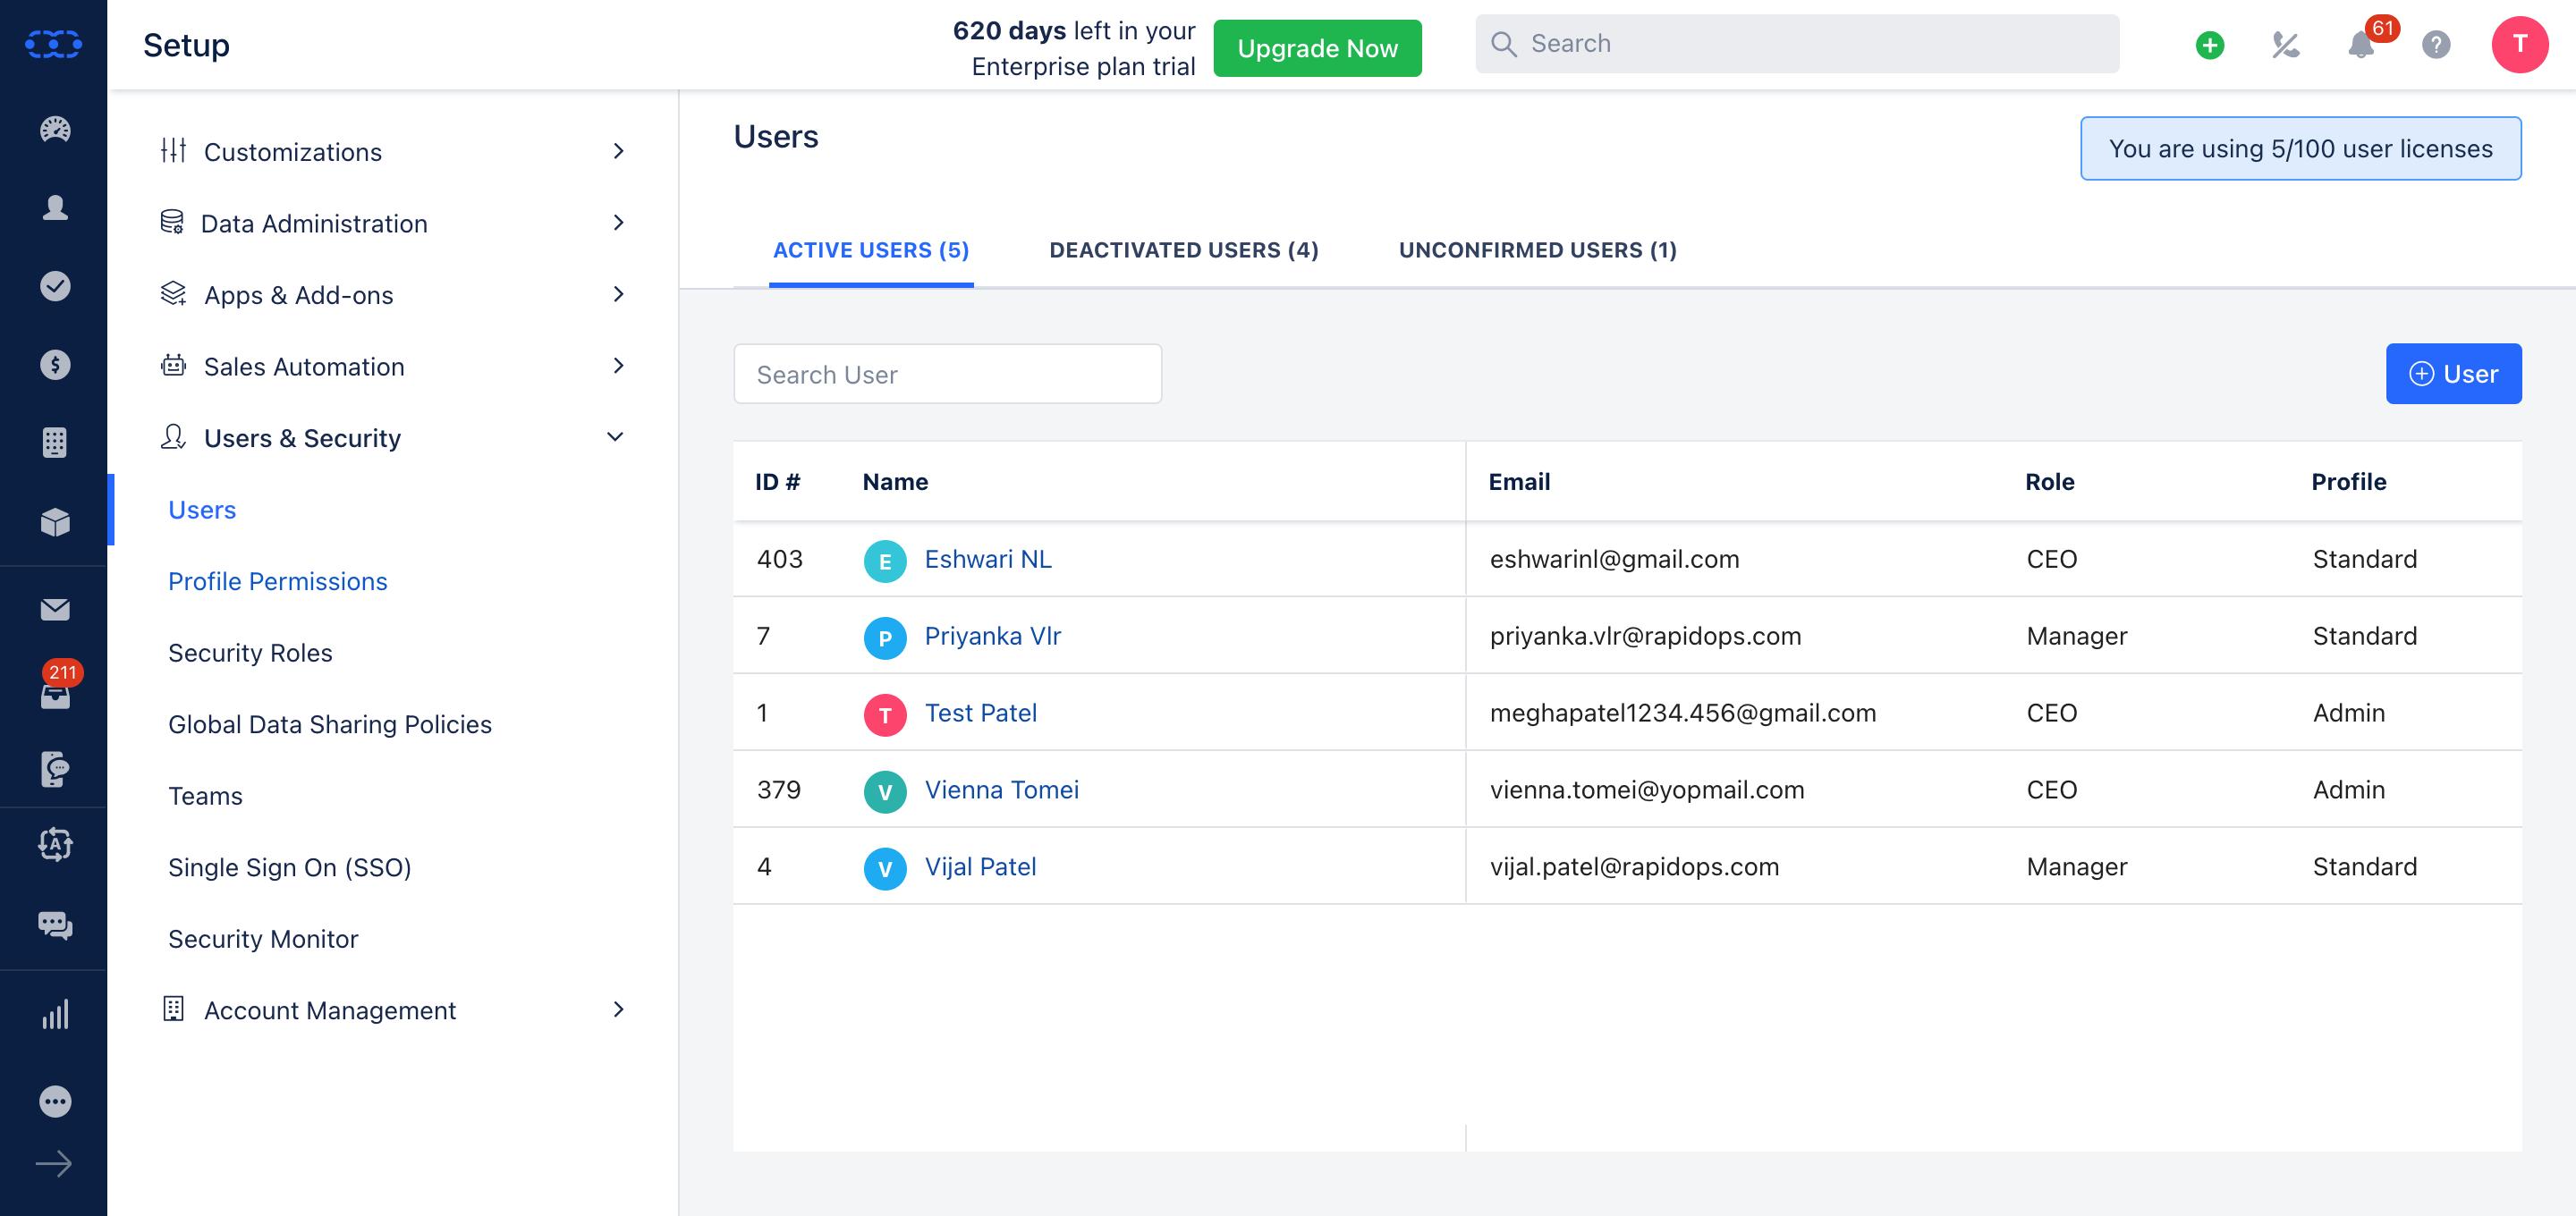 Setup
620 days left in your
Enterprise plan trial
Upgrade Now
Search
61
?
T
Customizations
Data Administration
Apps & Add-ons
Sales Automation
Users & Security
Users
Profile Permissions
Security Roles
Global Data Sharing Policies
Teams
Single Sign On (SSO)
Security Monitor
Account Management
$
211
A
Users
You are using 5/100 user licenses
ACTIVE USERS (5) DEACTIVATED USERS (4) UNCONFIRMED USERS (1)
Search User
User
ID # Name Email Role Profile
403 E Eshwari NL eshwarinl@gmail.com CEO Standard
7 P Priyanka Vlr priyanka.vlr@rapidops.com Manager Standard
1 T Test Patel meghapatel1234.456@gmail.com CEO Admin
379 V Vienna Tomei vienna.tomei@yopmail.com CEO Admin
4 V Vijal Patel vijal.patel@rapidops.com Manager Standard